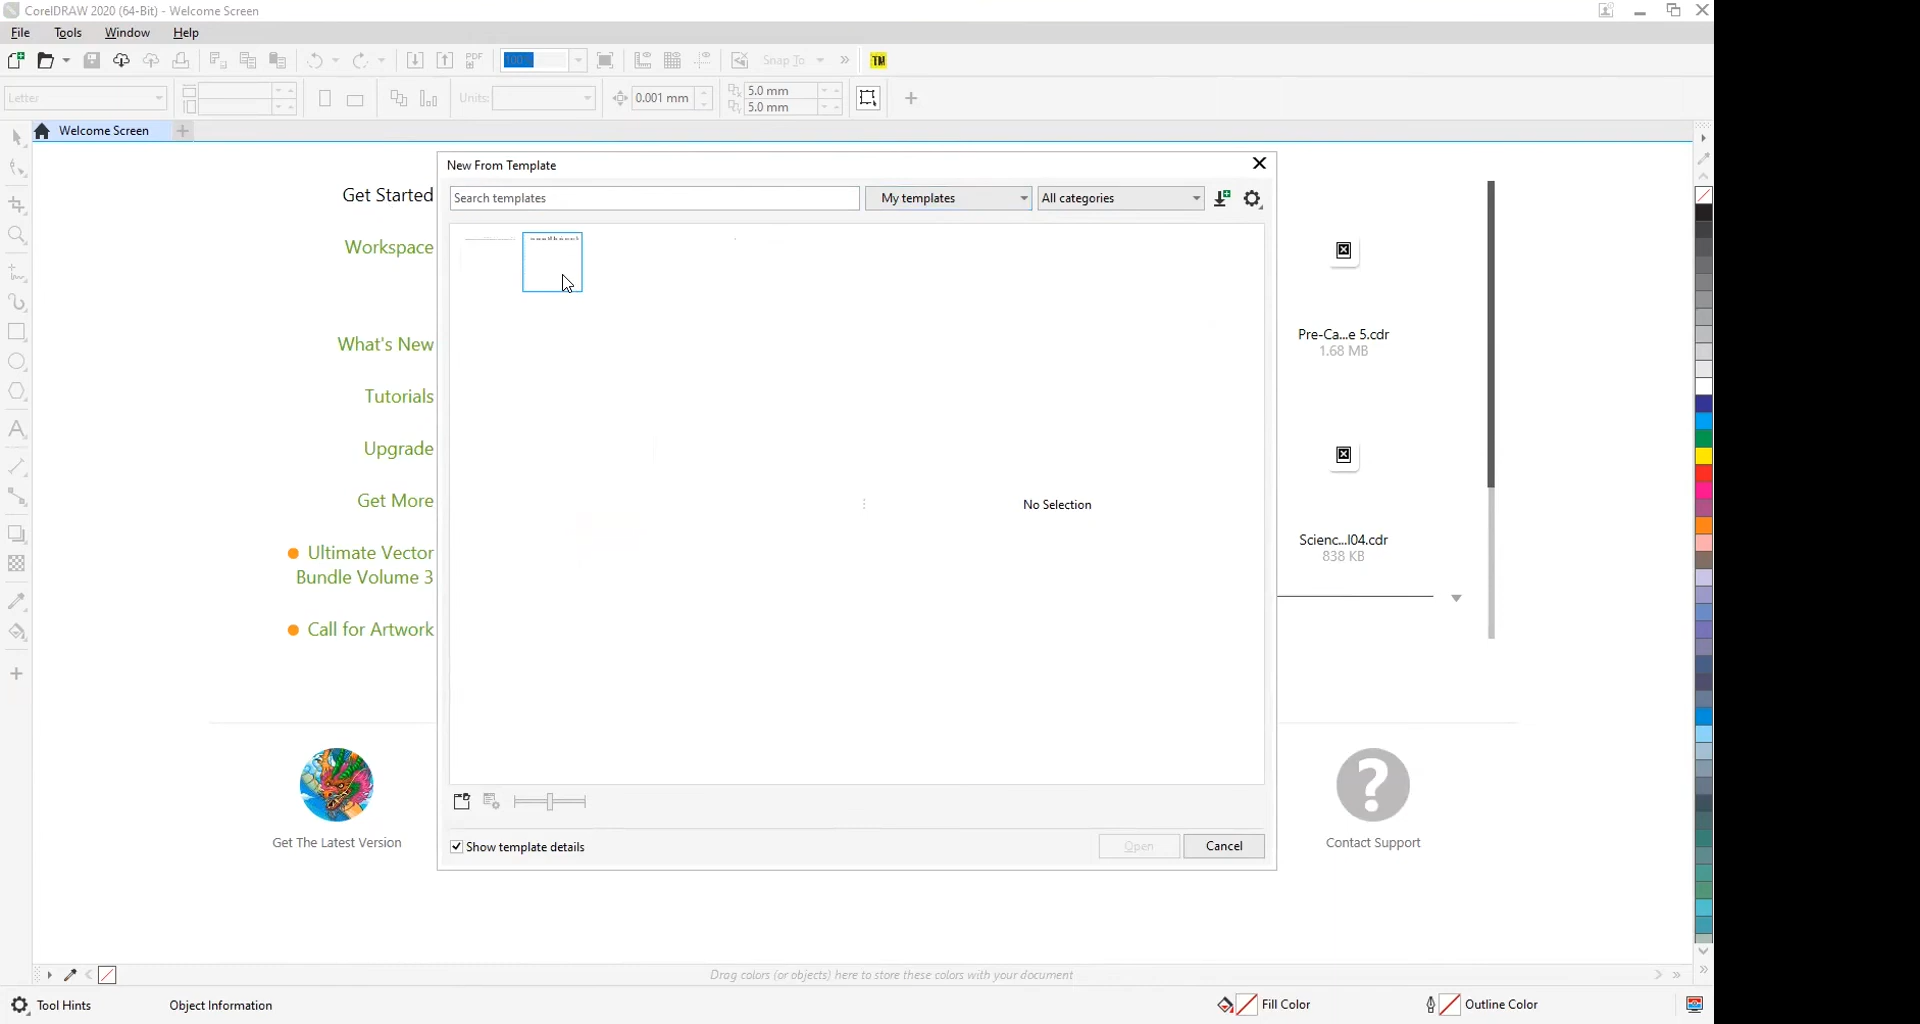 CorelDRAW 2020 (64-Bit) - Welcome Screen
File Tools Window Help
PDF 100% Snap To TM
Letter Units: 0.001 mm 5.0 mm
5.0 mm
Welcome Screen
New From Template
Search templates My templates All categories
Get Started
Workspace
What's New
Tutorials
Upgrade
Get More
Ultimate Vector
Bundle Volume 3
Call for Artwork
No Selection
Pre-Ca...e 5.cdr
1.68 MB
Scienc...l04.cdr
838 KB
Show template details Open Cancel
Get The Latest Version
Contact Support
Drag colors (or objects) here to store these colors with your document
Tool Hints Object Information Fill Color Outline Color